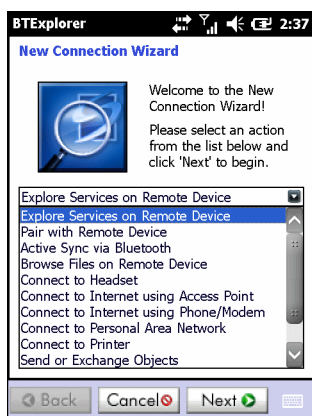 BTExplorer 2:37
New Connection Wizard
Welcome to the New
Connection Wizard!
Please select an action
from the list below and
click 'Next' to begin.
Explore Services on Remote Device
Explore Services on Remote Device
Pair with Remote Device
Active Sync via Bluetooth
Browse Files on Remote Device
Connect to Headset
Connect to Internet using Access Point
Connect to Internet using Phone/Modem
Connect to Personal Area Network
Connect to Printer
Send or Exchange Objects
Back Cancel Next